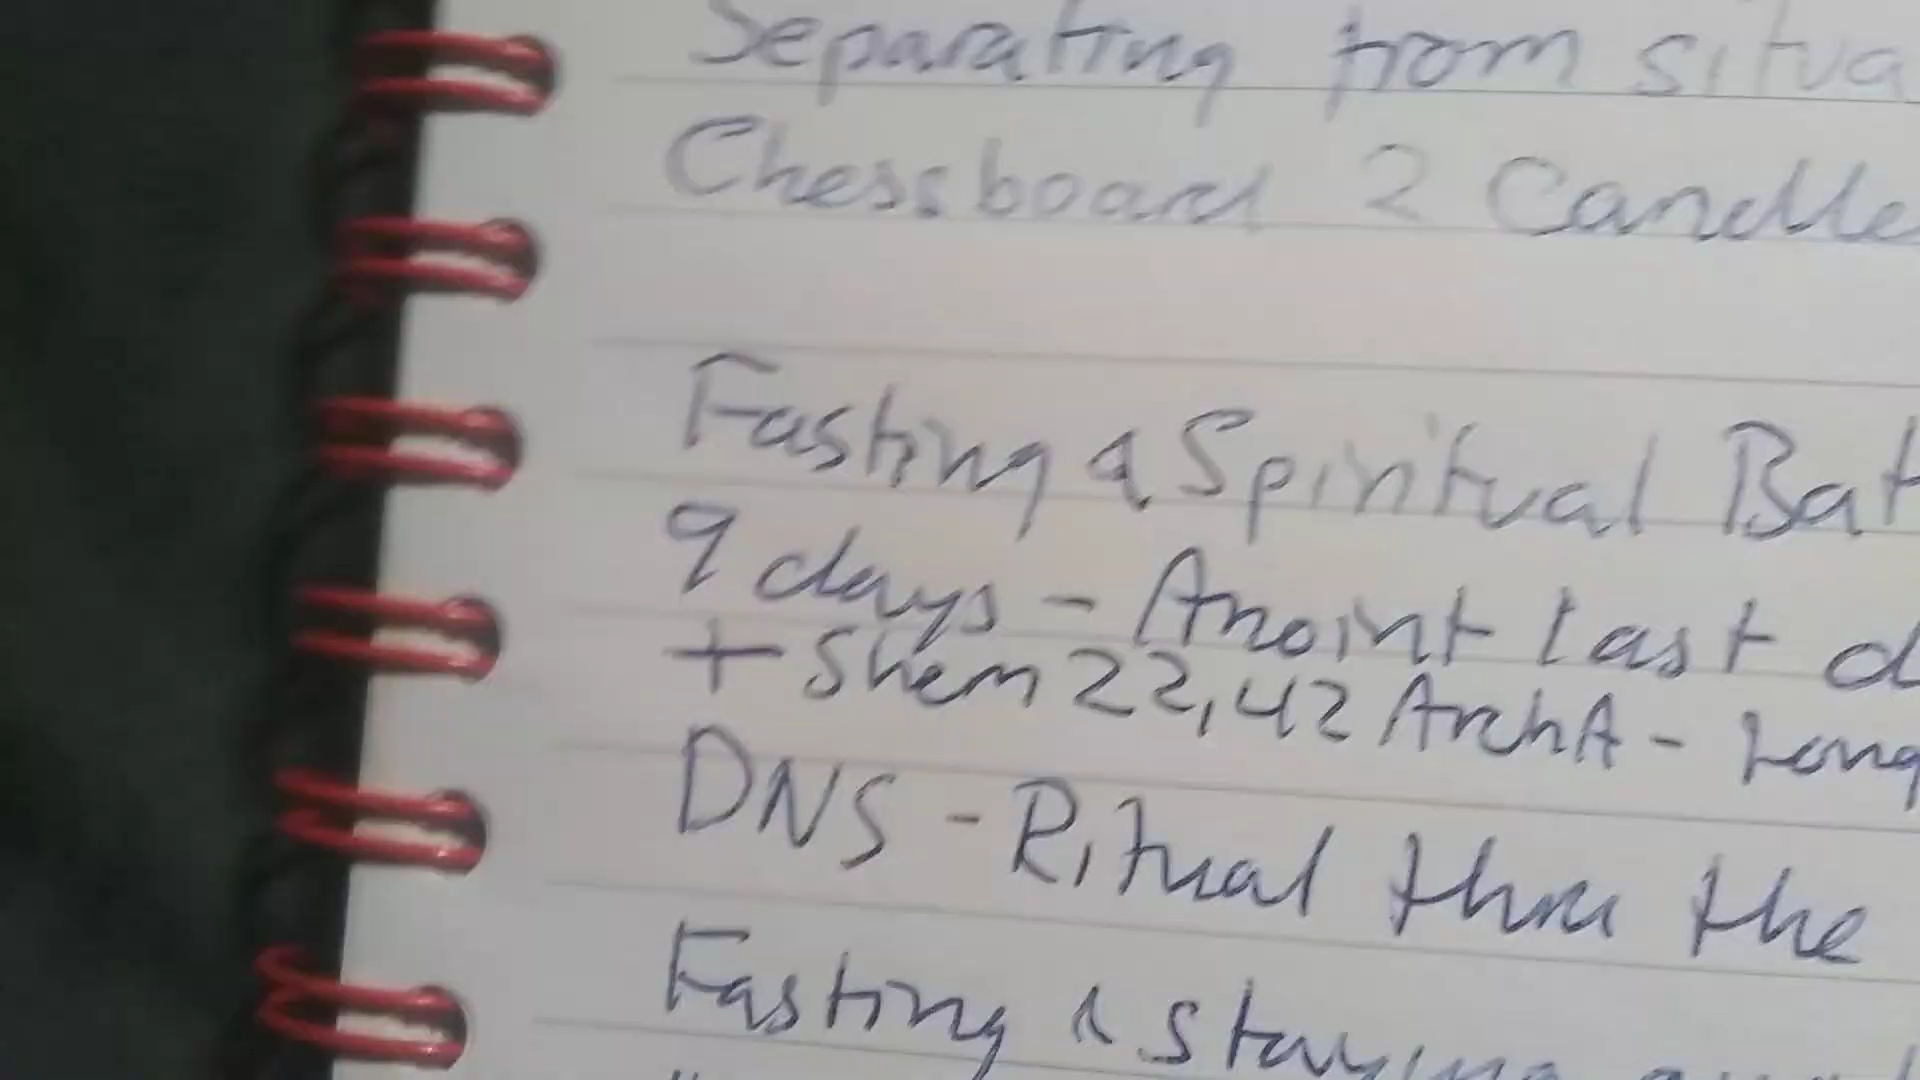 Separating from situa
Chessboard 2 Candle
Fasting & Spiritual Bat
9 days - Anoint last d
+ Shem 22,42 ArchA - Long
DNS - Ritual thru the
Fasting & staying